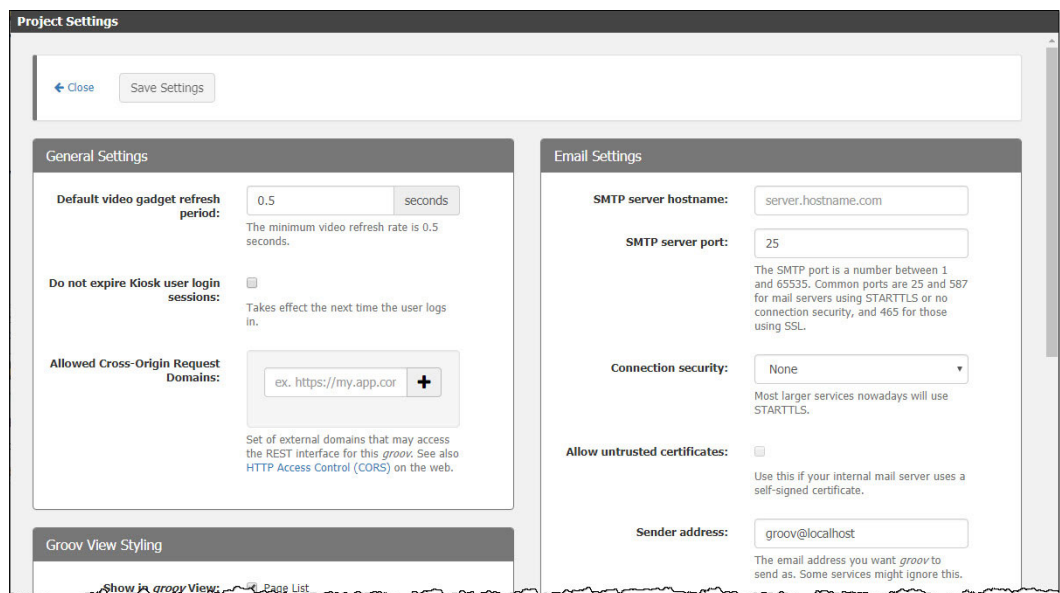 Project Settings
Close
Save Settings
General Settings
Default video gadget refresh
period:
0.5
seconds
The minimum video refresh rate is 0.5
seconds.
Do not expire Kiosk user login
sessions:
Takes effect the next time the user logs
in.
Allowed Cross-Origin Request
Domains:
ex. https://my.app.cor
Set of external domains that may access
the REST interface for this groov. See also
HTTP Access Control (CORS) on the web.
Groov View Styling
Show in groov View:
Page List
Email Settings
SMTP server hostname:
server.hostname.com
SMTP server port:
25
The SMTP port is a number between 1
and 65535. Common ports are 25 and 587
for mail servers using STARTTLS or no
connection security, and 465 for those
using SSL.
Connection security:
None
Most larger services nowadays will use
STARTTLS.
Allow untrusted certificates:
Use this if your internal mail server uses a
self-signed certificate.
Sender address:
groov@localhost
The email address you want groov to
send as. Some services might ignore this.